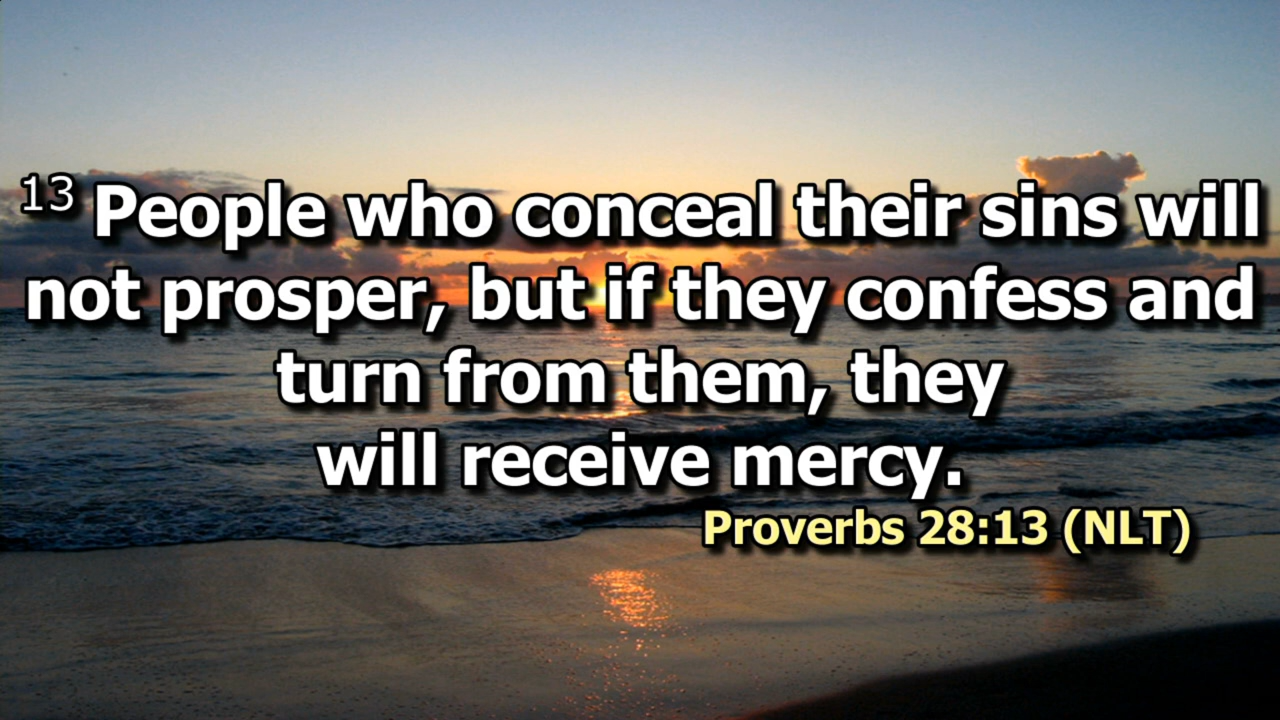 13 People who conceal their sins will
not prosper, but if they confess and
turn from them, they
will receive mercy.
Proverbs 28:13 (NLT)